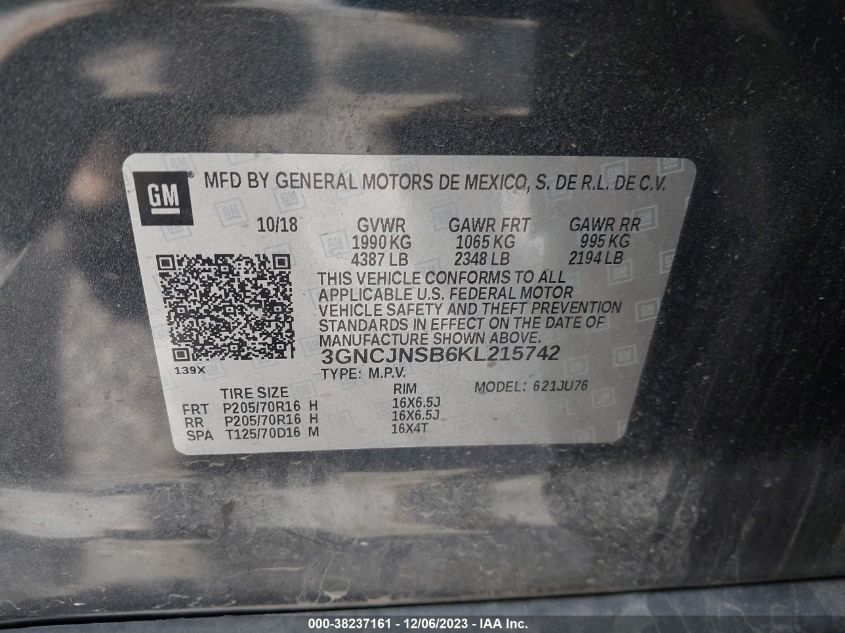 GM
MFD BY GENERAL MOTORS DE MEXICO, S. DE R.L. DE C.V.
10/18 GVWR GAWR FRT GAWR RR
1990 KG 1065 KG 995 KG
4387 LB 2348 LB 2194 LB
THIS VEHICLE CONFORMS TO ALL
APPLICABLE U.S. FEDERAL MOTOR
VEHICLE SAFETY AND THEFT PREVENTION
STANDARDS IN EFFECT ON THE DATE OF
MANUFACTURE SHOWN ABOVE.
3GNCJNSB6KL215742
139X
TYPE: M.P.V. MODEL: 621JU76
TIRE SIZE RIM
FRT P205/70R16 H 16X6.5J
RR P205/70R16 H 16X6.5J
SPA T125/70D16 M 16X4T
000-38237161 - 12/06/2023 - IAA Inc.